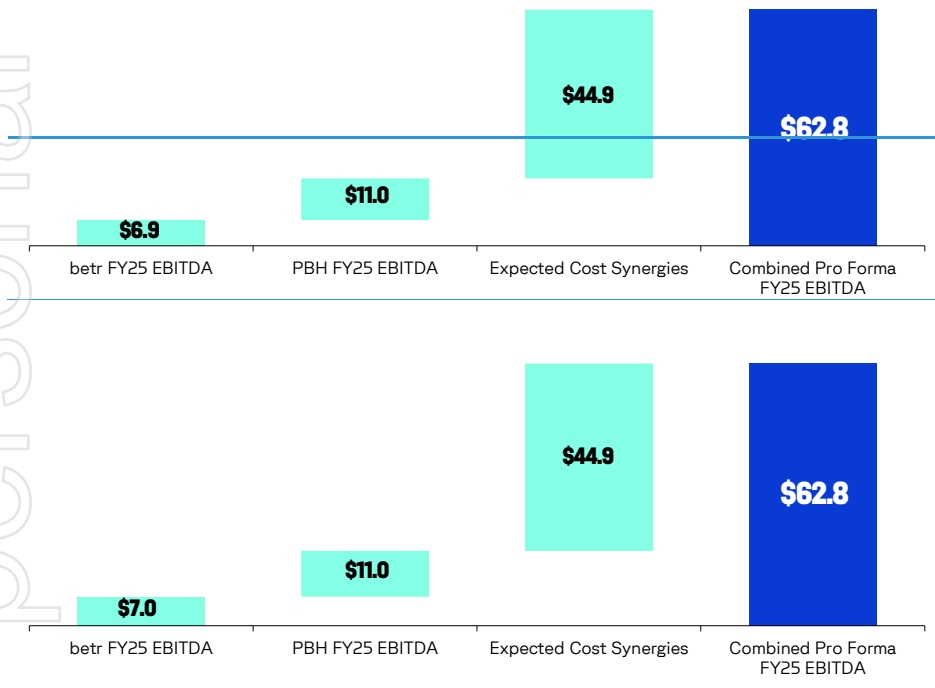 $44.9
$62.8
$11.0
$6.9
betr FY25 EBITDA
PBH FY25 EBITDA
Expected Cost Synergies
Combined Pro Forma
FY25 EBITDA
$44.9
$62.8
$11.0
$7.0
betr FY25 EBITDA
PBH FY25 EBITDA
Expected Cost Synergies
Combined Pro Forma
FY25 EBITDA
personal